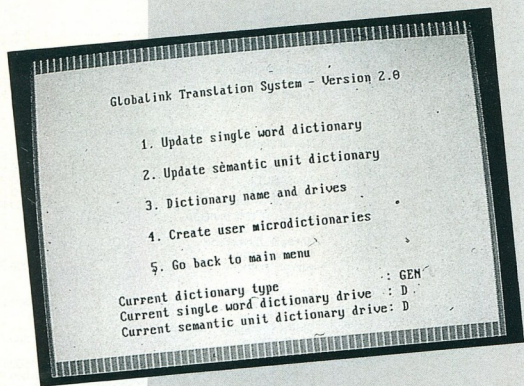 Globalink Translation System - Version 2.0
1. Update single word dictionary
2. Update semantic unit dictionary
3. Dictionary name and drives
4. Create user microdictionaries
5. Go back to main menu
Current dictionary type : GEN
Current single word dictionary drive : D
Current semantic unit dictionary drive: D